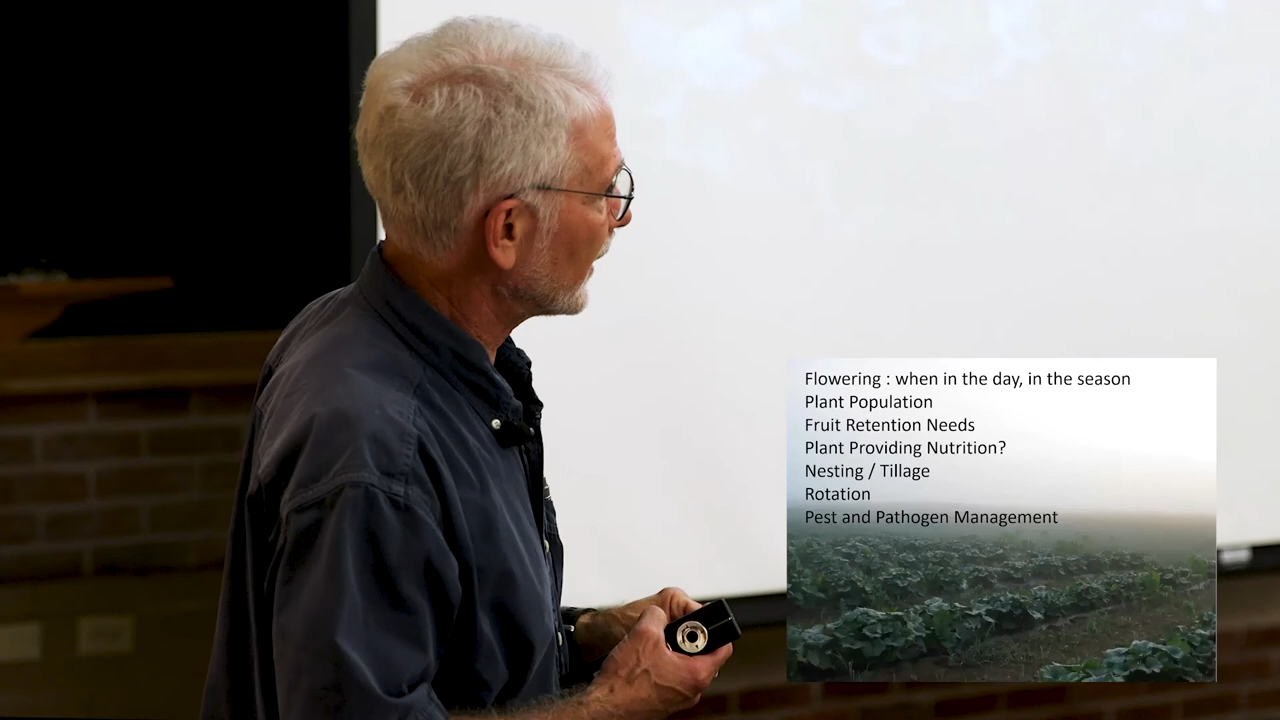 Flowering : when in the day, in the season
Plant Population
Fruit Retention Needs
Plant Providing Nutrition?
Nesting / Tillage
Rotation
Pest and Pathogen Management